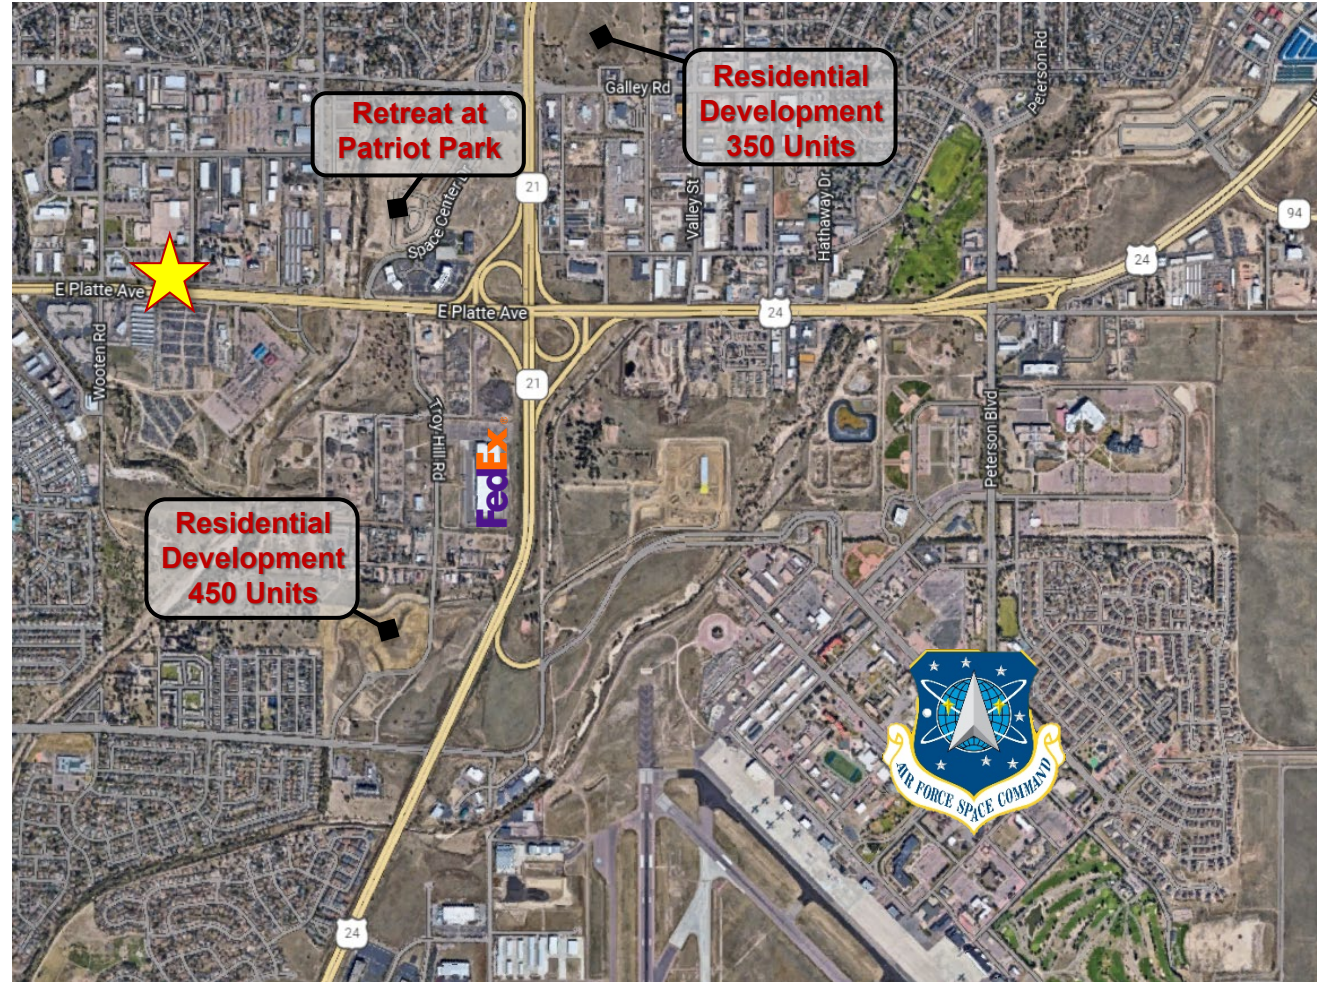 Residential
Development
350 Units
Galley Rd
Peterson Rd
Retreat at
Patriot Park
Space Center Dr
21
Valley St
Hathaway Dr
94
24
E Platte Ave
E Platte Ave
24
Wooten Rd
21
Troy Hill Rd
Peterson Blvd
FedEx
Residential
Development
450 Units
AIR FORCE SPACE COMMAND
24